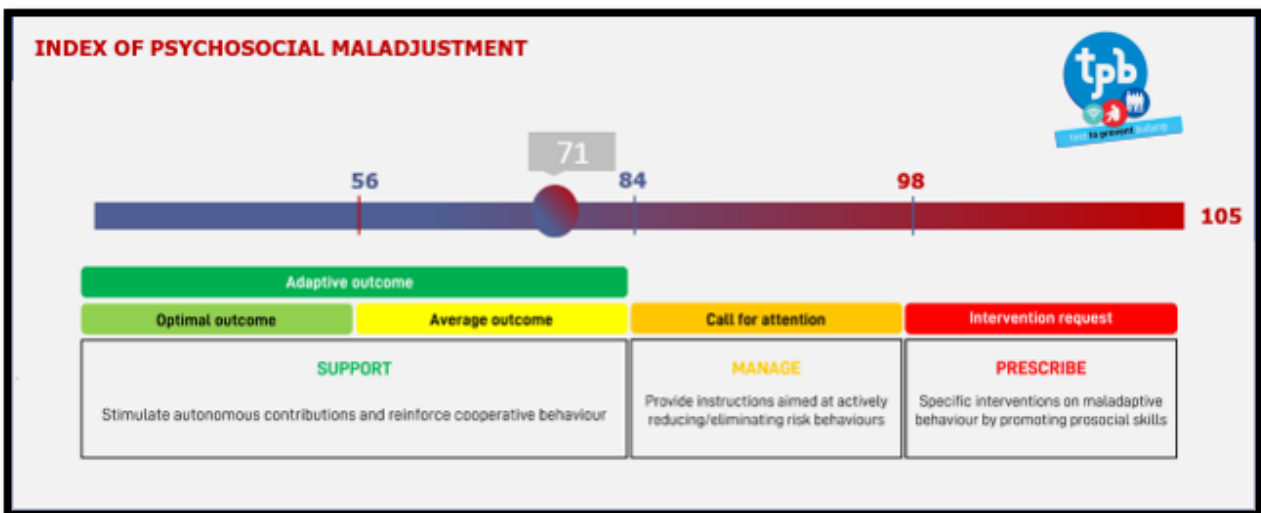 INDEX OF PSYCHOSOCIAL MALADJUSTMENT
tpb
to prevent
71
56
84
98
105
Adaptive outcome
Optimal outcome
Average outcome
Call for attention
Intervention request
SUPPORT
Stimulate autonomous contributions and reinforce cooperative behaviour
MANAGE
Provide instructions aimed at actively
reducing/eliminating risk behaviours
PRESCRIBE
Specific interventions on maladaptive
behaviour by promoting prosocial skills